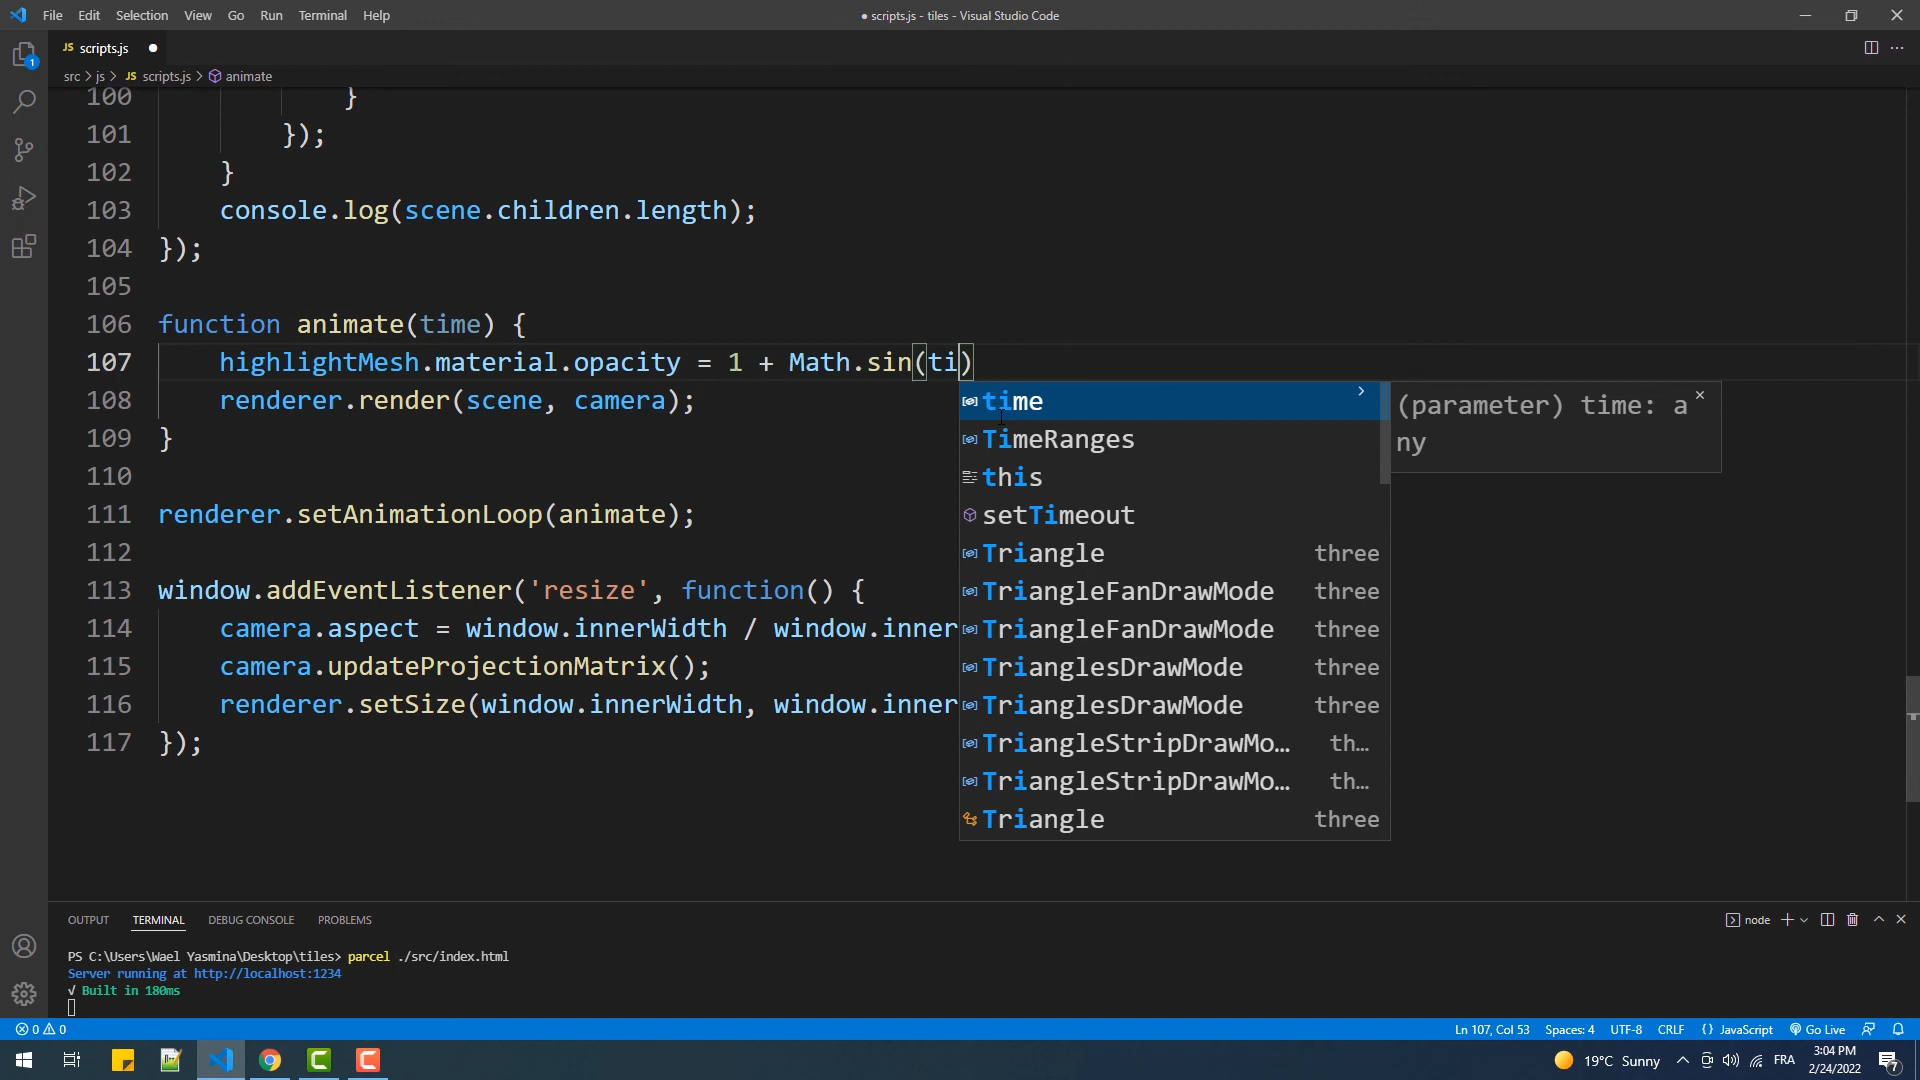 File Edit Selection View Go Run Terminal Help
● scripts.js - tiles - Visual Studio Code
JS scripts.js ●
src > js > JS scripts.js > animate
1
100 }
101 });
102 }
103 console.log(scene.children.length);
104 });
105
106 function animate(time) {
107 highlightMesh.material.opacity = 1 + Math.sin(ti)
108 renderer.render(scene, camera);
109 }
110
111 renderer.setAnimationLoop(animate);
112
113 window.addEventListener('resize', function() {
114 camera.aspect = window.innerWidth / window.inner
115 camera.updateProjectionMatrix();
116 renderer.setSize(window.innerWidth, window.inner
117 });
time
TimeRanges
this
setTimeout
Triangle three
TriangleFanDrawMode three
TriangleFanDrawMode three
TrianglesDrawMode three
TrianglesDrawMode three
TriangleStripDrawMo… th…
TriangleStripDrawMo… th…
Triangle three
(parameter) time: a
ny
OUTPUT TERMINAL DEBUG CONSOLE PROBLEMS
node
PS C:\Users\Wael Yasmina\Desktop\tiles> parcel ./src/index.html
Server running at http://localhost:1234
√ Built in 180ms
0 0
Ln 107, Col 53 Spaces: 4 UTF-8 CRLF {} JavaScript Go Live
19°C Sunny FRA 3:04 PM
2/24/2022
7